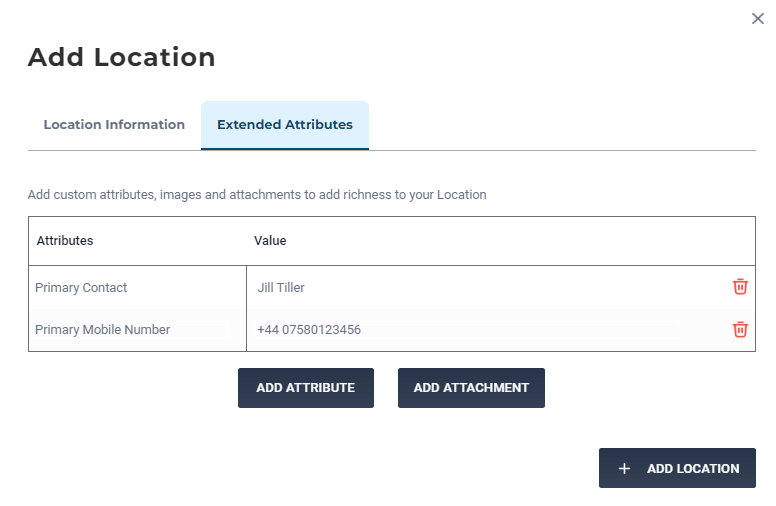 Add Location
Location Information Extended Attributes
Add custom attributes, images and attachments to add richness to your Location
Attributes Value
Primary Contact Jill Tiller
Primary Mobile Number +44 07580123456
ADD ATTRIBUTE ADD ATTACHMENT
+ ADD LOCATION